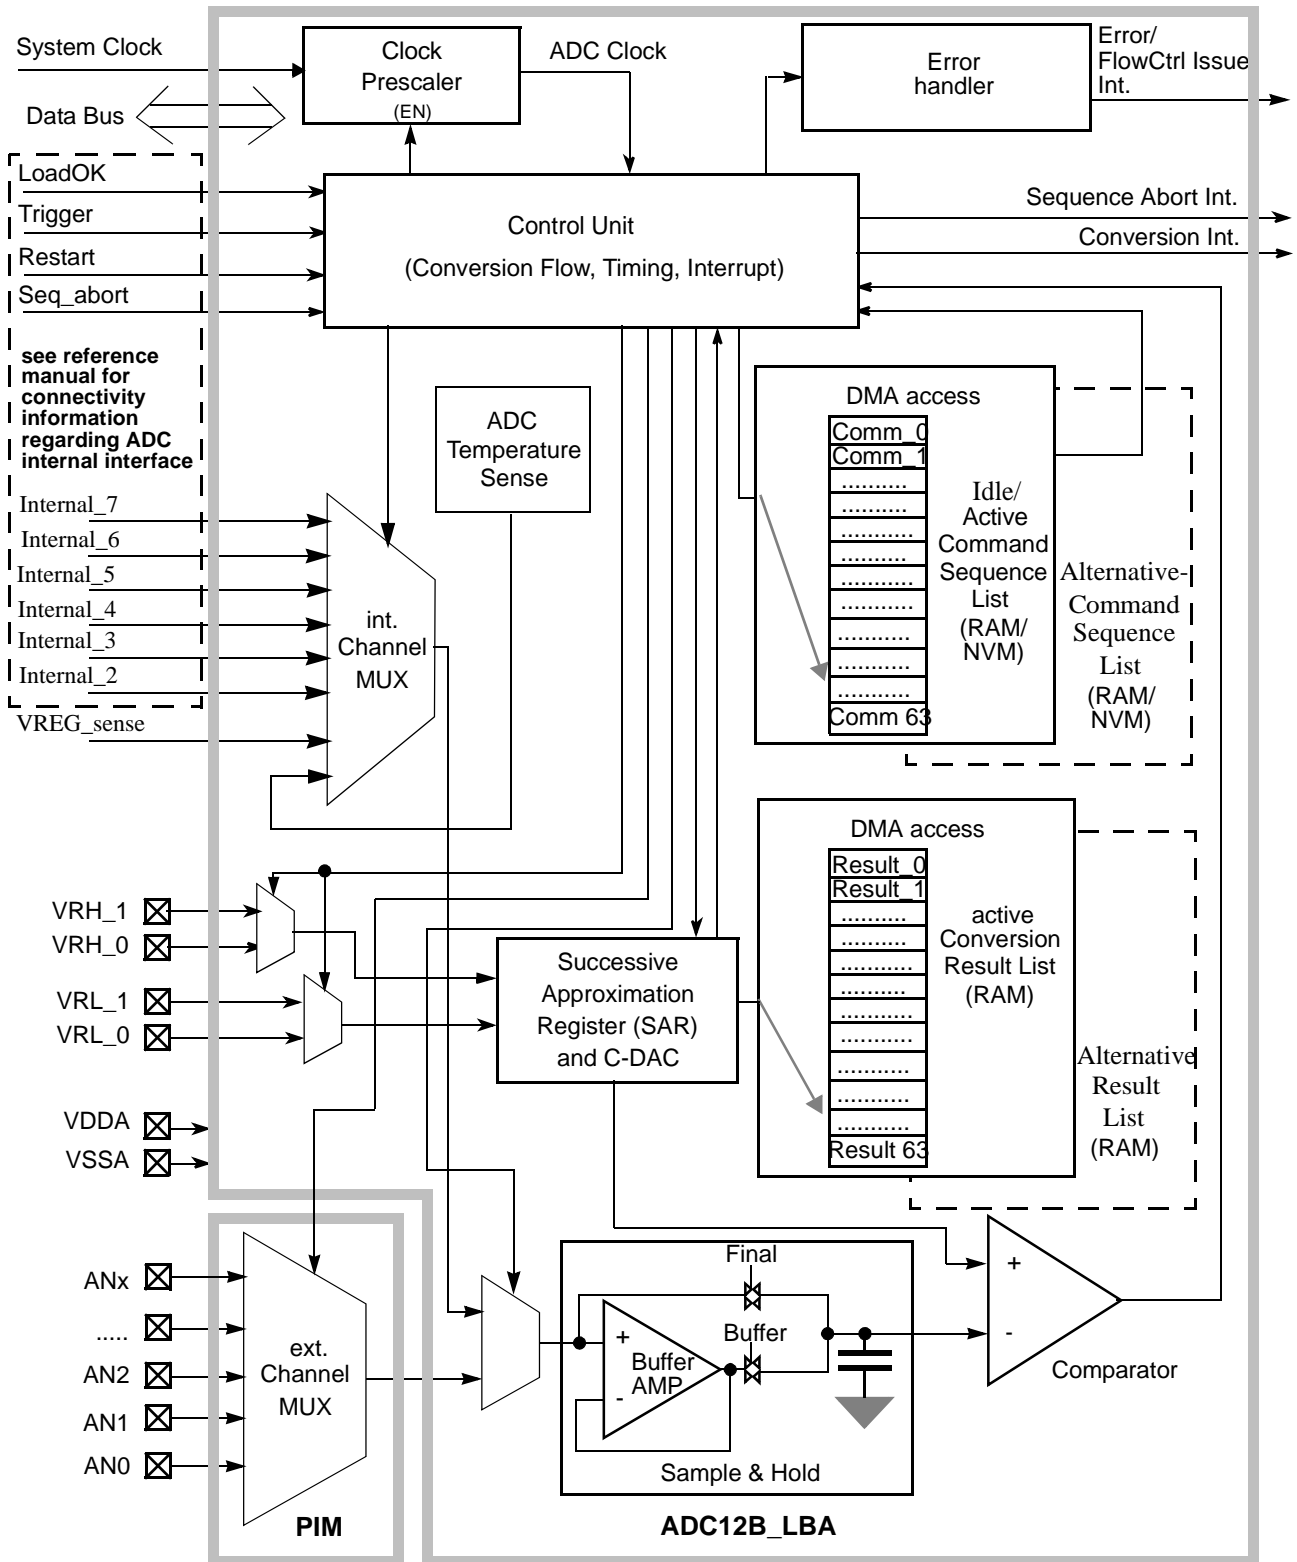 System Clock
Data Bus
Clock
Prescaler
(EN)
ADC Clock
Error
handler
Error/
FlowCtrl Issue
Int.
LoadOK
Trigger
Restart
Seq_abort
Control Unit
(Conversion Flow, Timing, Interrupt)
Sequence Abort Int.
Conversion Int.
see reference
manual for
connectivity
information
regarding ADC
internal interface
ADC
Temperature
Sense
Internal_7
Internal_6
Internal_5
Internal_4
Internal_3
Internal_2
VREG_sense
int.
Channel
MUX
DMA access
Comm_0
Comm_1
..........
..........
...........
...........
...........
...........
...........
...........
...........
Comm 63
Idle/
Active
Command
Sequence
List
(RAM/
NVM)
Alternative-
Command
Sequence
List
(RAM/
NVM)
DMA access
Result_0
Result_1
..........
..........
...........
...........
...........
...........
...........
...........
...........
Result 63
active
Conversion
Result List
(RAM)
Alternative
Result
List
(RAM)
VRH_1
VRH_0
VRL_1
VRL_0
Successive
Approximation
Register (SAR)
and C-DAC
VDDA
VSSA
ANx
.....
AN2
AN1
AN0
ext.
Channel
MUX
PIM
Final
Buffer
+
Buffer
AMP
-
Sample & Hold
+
-
Comparator
ADC12B_LBA